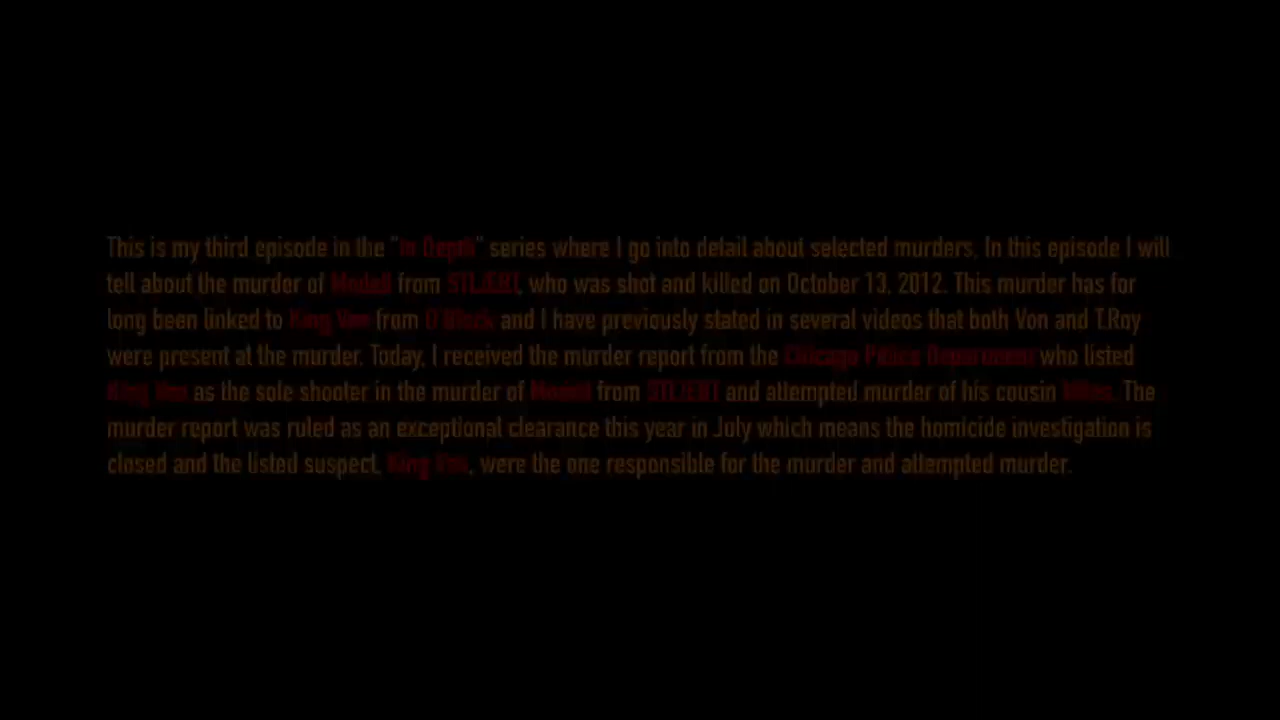 This is my third episode in the "In Depth" series where I go into detail about selected murders. In this episode I will
tell about the murder of Modell from STL/EBT, who was shot and killed on October 13, 2012. This murder has for
long been linked to King Von from O'Block and I have previously stated in several videos that both Von and T.Roy
were present at the murder. Today, I received the murder report from the Chicago Police Department who listed
King Von as the sole shooter in the murder of Modell from STL/EBT and attempted murder of his cousin. The
murder report was ruled as an exceptional clearance this year in July which means the homicide investigation is
closed and the listed suspect, King Von, were the one responsible for the murder and attempted murder.